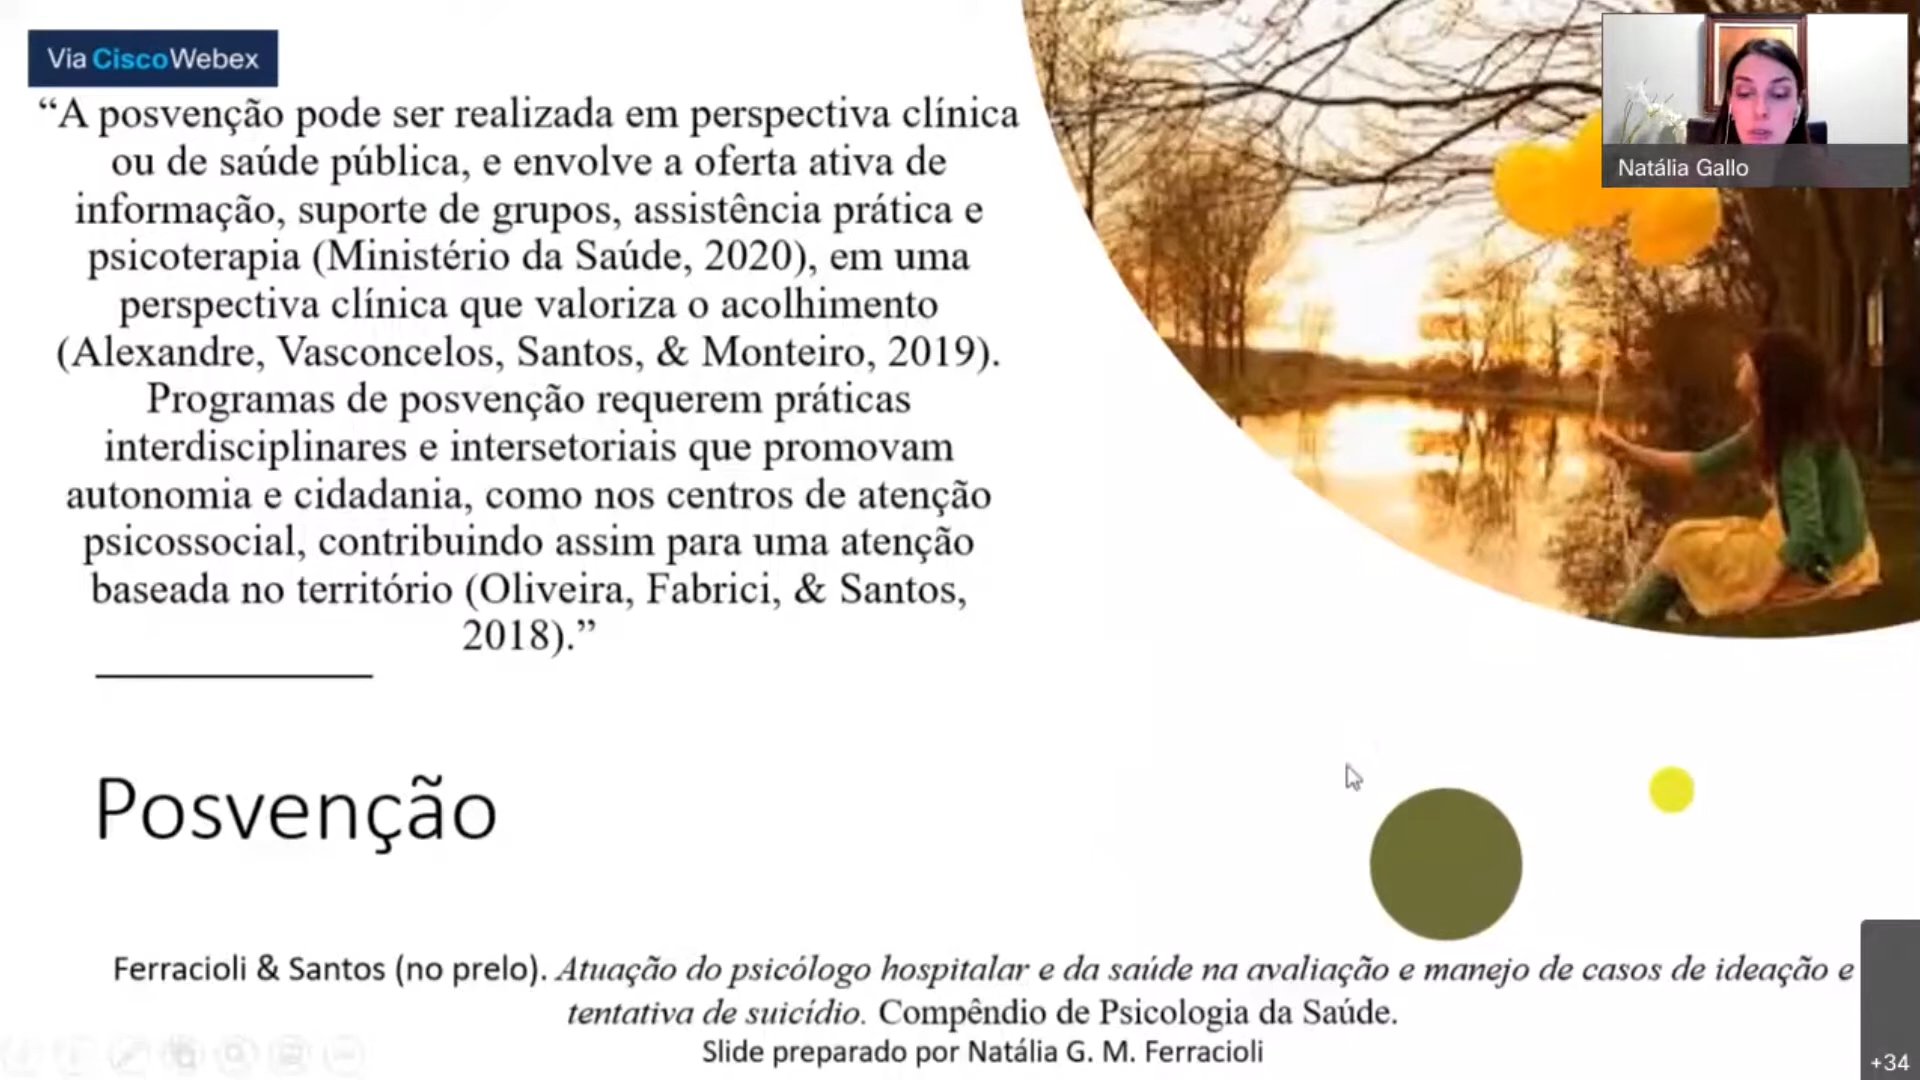 Via CiscoWebex
“A posvenção pode ser realizada em perspectiva clínica
ou de saúde pública, e envolve a oferta ativa de
informação, suporte de grupos, assistência prática e
psicoterapia (Ministério da Saúde, 2020), em uma
perspectiva clínica que valoriza o acolhimento
(Alexandre, Vasconcelos, Santos, & Monteiro, 2019).
Programas de posvenção requerem práticas
interdisciplinares e intersetoriais que promovam
autonomia e cidadania, como nos centros de atenção
psicossocial, contribuindo assim para uma atenção
baseada no território (Oliveira, Fabrici, & Santos,
2018).”
Natália Gallo
Posvenção
Ferracioli & Santos (no prelo). Atuação do psicólogo hospitalar e da saúde na avaliação e manejo de casos de ideação e
tentativa de suicídio. Compêndio de Psicologia da Saúde.
Slide preparado por Natália G. M. Ferracioli
+34